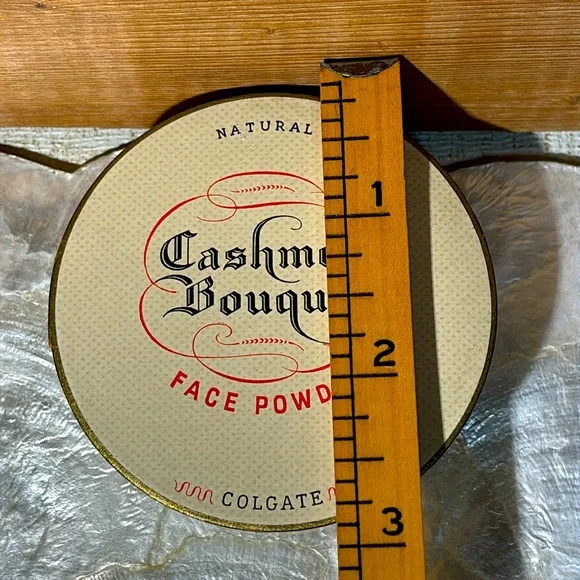 NATURAL
1
Cashm
Bouqu
2
FACE POWD
COLGATE
3